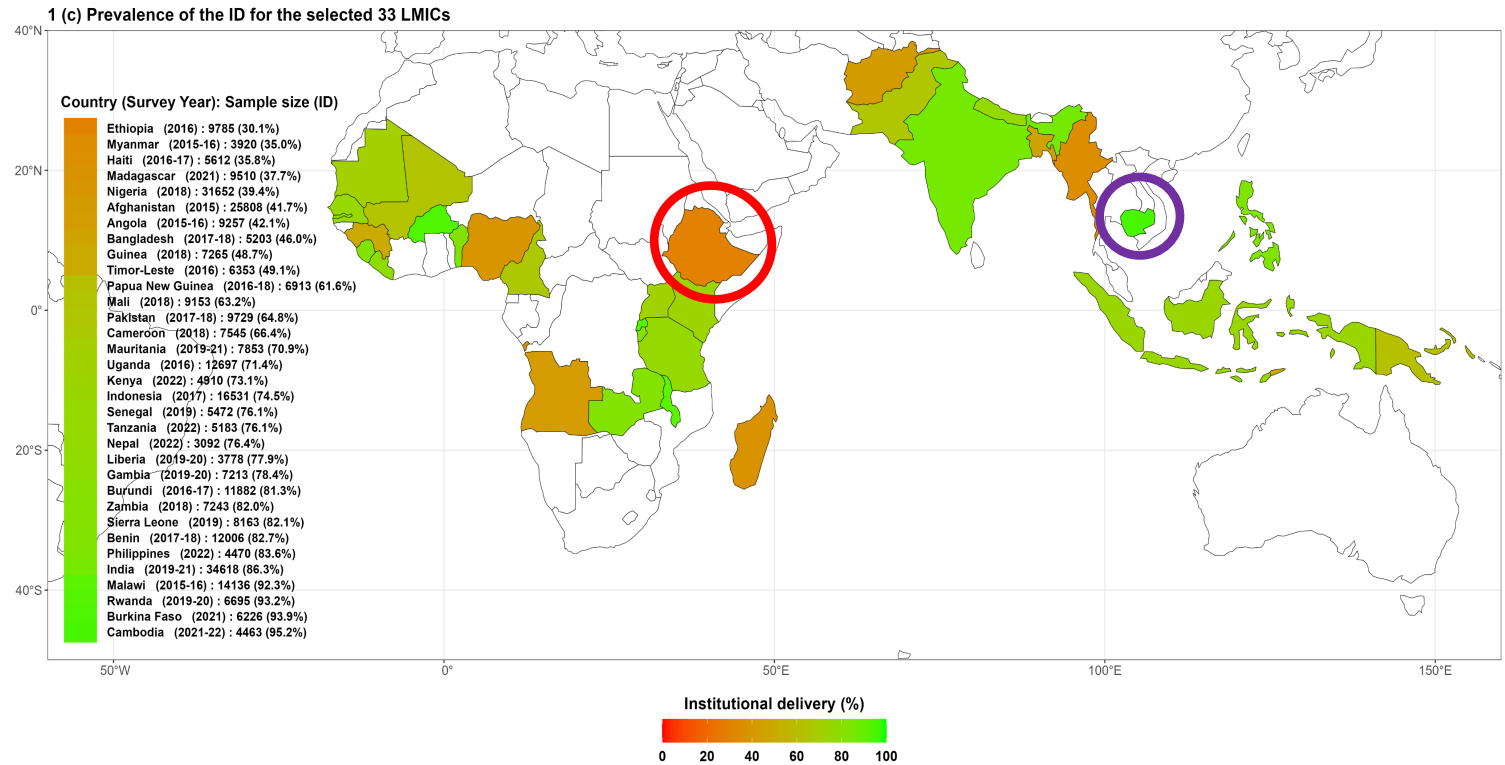 1 (c) Prevalence of the ID for the selected 33 LMICs
40°N
20°N
0°
20°S
40°S
Country (Survey Year): Sample size (ID)
Ethiopia (2016) : 9785 (30.1%)
Myanmar (2015-16) : 3920 (35.0%)
Haiti (2016-17) : 5612 (35.8%)
Madagascar (2021) : 9510 (37.7%)
Nigeria (2018) : 31652 (39.4%)
Afghanistan (2015) : 25808 (41.7%)
Angola (2015-16) : 9257 (42.1%)
Bangladesh (2017-18) : 5203 (46.0%)
Guinea (2018) : 7265 (48.7%)
Timor-Leste (2016) : 6353 (49.1%)
Papua New Guinea (2016-18) : 6913 (61.6%)
Mali (2018) : 9153 (63.2%)
Pakistan (2017-18) : 9729 (64.8%)
Cameroon (2018) : 7545 (66.4%)
Mauritania (2019-21) : 7853 (70.9%)
Uganda (2016) : 12697 (71.4%)
Kenya (2022) : 4910 (73.1%)
Indonesia (2017) : 16531 (74.5%)
Senegal (2019) : 5472 (76.1%)
Tanzania (2022) : 5183 (76.1%)
Nepal (2022) : 3092 (76.4%)
Liberia (2019-20) : 3778 (77.9%)
Gambia (2019-20) : 7213 (78.4%)
Burundi (2016-17) : 11882 (81.3%)
Zambia (2018) : 7243 (82.0%)
Sierra Leone (2019) : 8163 (82.1%)
Benin (2017-18) : 12006 (82.7%)
Philippines (2022) : 4470 (83.6%)
India (2019-21) : 34618 (86.3%)
Malawi (2015-16) : 14136 (92.3%)
Rwanda (2019-20) : 6695 (93.2%)
Burkina Faso (2021) : 6226 (93.9%)
Cambodia (2021-22) : 4463 (95.2%)
50°W 0° 50°E 100°E 150°E
Institutional delivery (%)
0 20 40 60 80 100